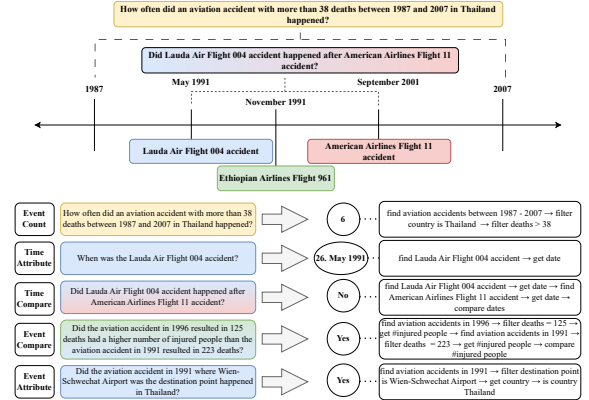 How often did an aviation accident with more than 38 deaths between 1987 and 2007 in Thailand
happened?
Did Lauda Air Flight 004 accident happened after American Airlines Flight 11
accident?
May 1991
September 2001
1987
2007
November 1991
Lauda Air Flight 004 accident
American Airlines Flight 11
accident
Ethiopian Airlines Flight 961
Event
Count
How often did an aviation accident with more than 38
deaths between 1987 and 2007 in Thailand happened?
6
find aviation accidents between 1987 - 2007 → filter
country is Thailand → filter deaths > 38
Time
Attribute
When was the Lauda Air Flight 004 accident?
26. May 1991
find Lauda Air Flight 004 accident → get date
Time
Compare
Did Lauda Air Flight 004 accident happened after
American Airlines Flight 11 accident?
No
find Lauda Air Flight 004 accident → get date → find
American Airlines Flight 11 accident → get date →
compare dates
Event
Compare
Did the aviation accident in 1996 resulted in 125
deaths had a higher number of injured people than the
aviation accident in 1991 resulted in 223 deaths?
Yes
find aviation accidents in 1996 → filter deaths = 125 →
get #injured people → find aviation accidents in 1991 →
filter deaths = 223 → get #injured people → compare
#injured people
Event
Attribute
Did the aviation accident in 1991 where Wien-
Schwechat Airport was the destination point happened
in Thailand?
Yes
find aviation accidents in 1991 → filter destination point
is Wien-Schwechat Airport → get country → is country
Thailand